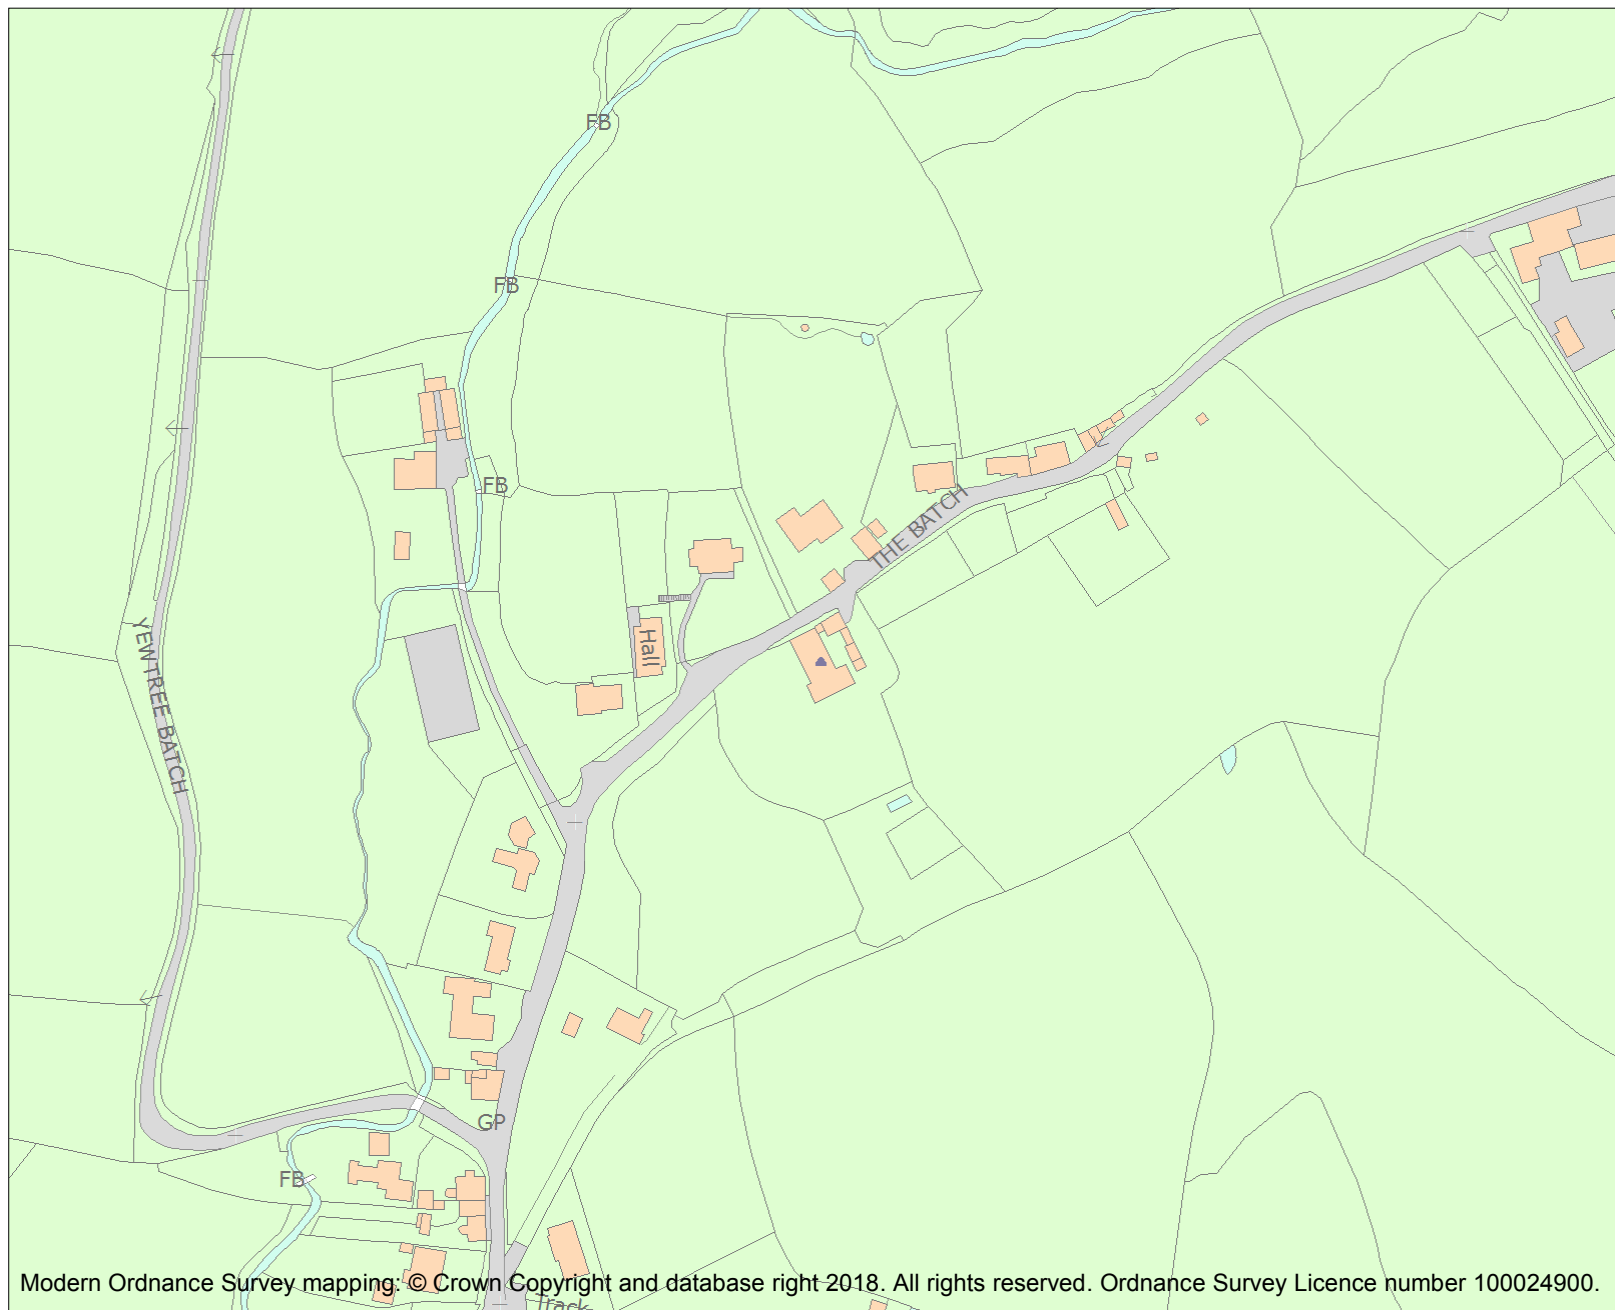 FB
FB
FB
THE BATCH
Hall
YEWTREE BATCH
GP
FB
Track
Modern Ordnance Survey mapping: © Crown Copyright and database right 2018. All rights reserved. Ordnance Survey Licence number 100024900.